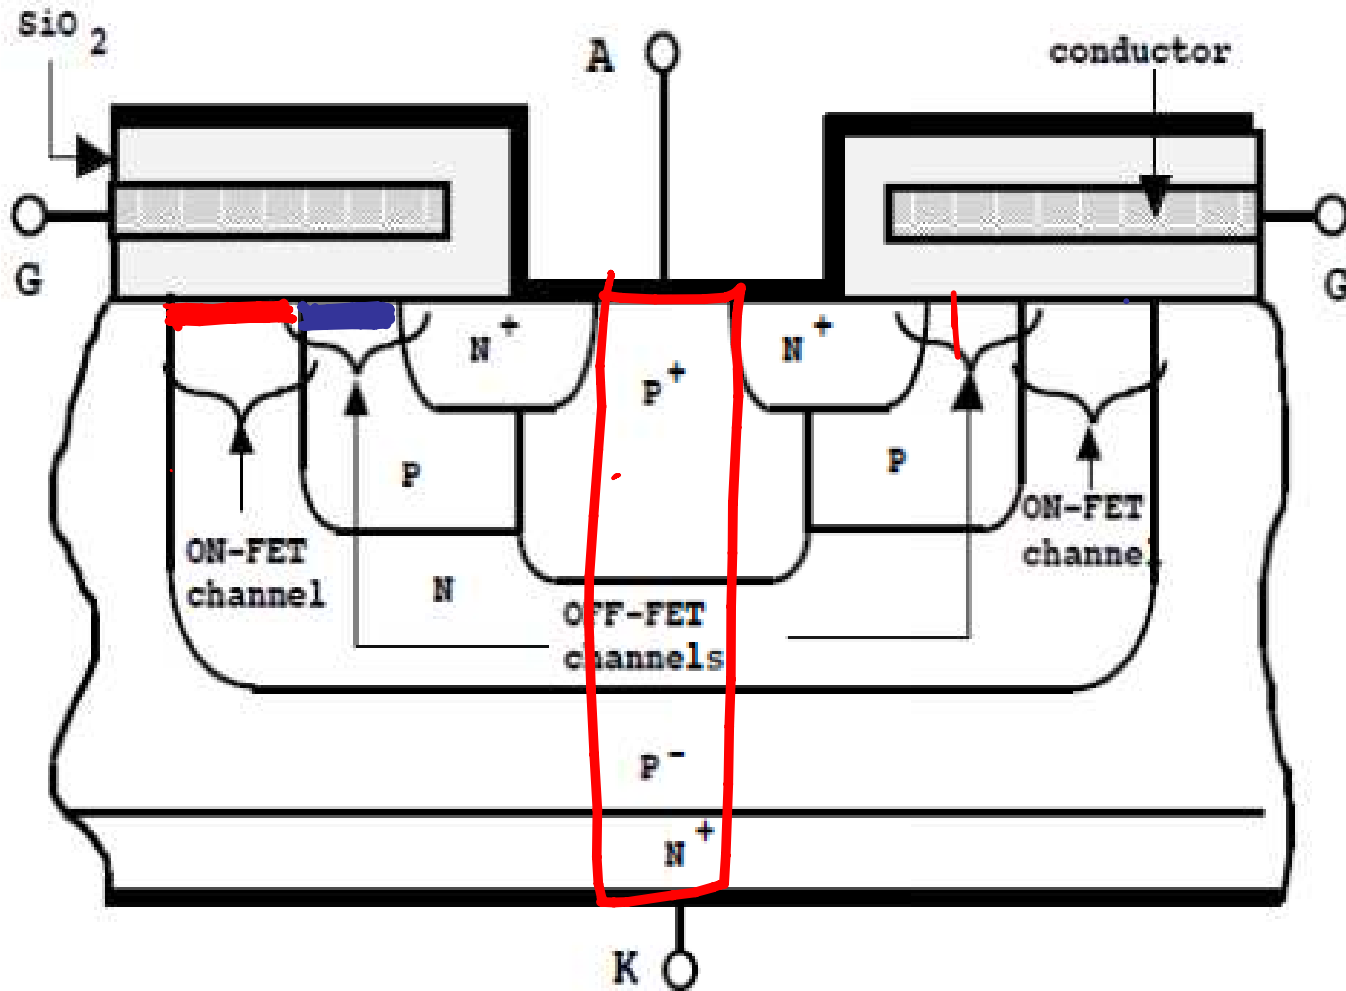 SiO 2
A
conductor
G
G
N+
P+
N+
P
P
ON-FET
channel
ON-FET
channel
N
OFF-FET
channels
P-
N+
K